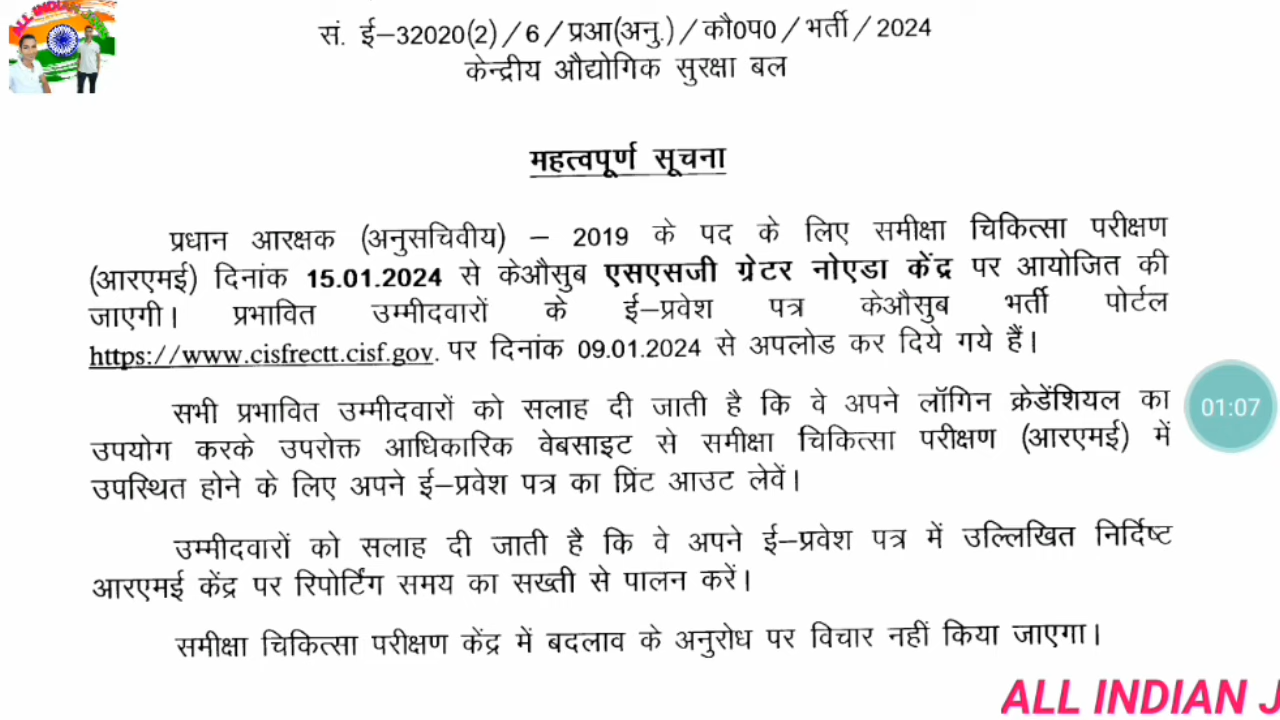 ALL INDIAN JOB
सं. ई–32020(2)/6/प्रआ(अनु.)/कौ0प0/भर्ती/2024
केन्द्रीय औद्योगिक सुरक्षा बल
महत्वपूर्ण सूचना
प्रधान आरक्षक (अनुसचिवीय) – 2019 के पद के लिए समीक्षा चिकित्सा परीक्षण
(आरएमई) दिनांक 15.01.2024 से केऔसुब एसएसजी ग्रेटर नोएडा केंद्र पर आयोजित की
जाएगी। प्रभावित उम्मीदवारों के ई–प्रवेश पत्र केऔसुब भर्ती पोर्टल
https://www.cisfrectt.cisf.gov. पर दिनांक 09.01.2024 से अपलोड कर दिये गये हैं।
सभी प्रभावित उम्मीदवारों को सलाह दी जाती है कि वे अपने लॉगिन क्रेडेंशियल का
01:07
उपयोग करके उपरोक्त आधिकारिक वेबसाइट से समीक्षा चिकित्सा परीक्षण (आरएमई) में
उपस्थित होने के लिए अपने ई–प्रवेश पत्र का प्रिंट आउट लेवें।
उम्मीदवारों को सलाह दी जाती है कि वे अपने ई–प्रवेश पत्र में उल्लिखित निर्दिष्ट
आरएमई केंद्र पर रिपोर्टिंग समय का सख्ती से पालन करें।
समीक्षा चिकित्सा परीक्षण केंद्र में बदलाव के अनुरोध पर विचार नहीं किया जाएगा।
ALL INDIAN J